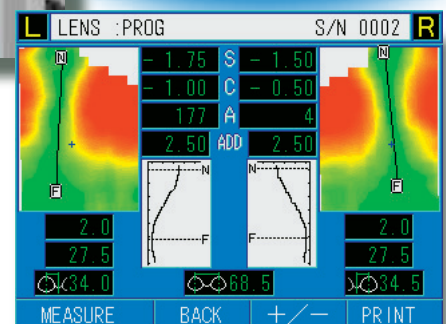 L LENS :PROG S/N 0002 R
N N
- 1.75 S - 1.50
- 1.00 C - 0.50
177 A 4
2.50 ADD 2.50
N N
F F
F F
2.0 2.0
27.5 27.5
34.0 68.5 34.5
MEASURE BACK +/- PRINT